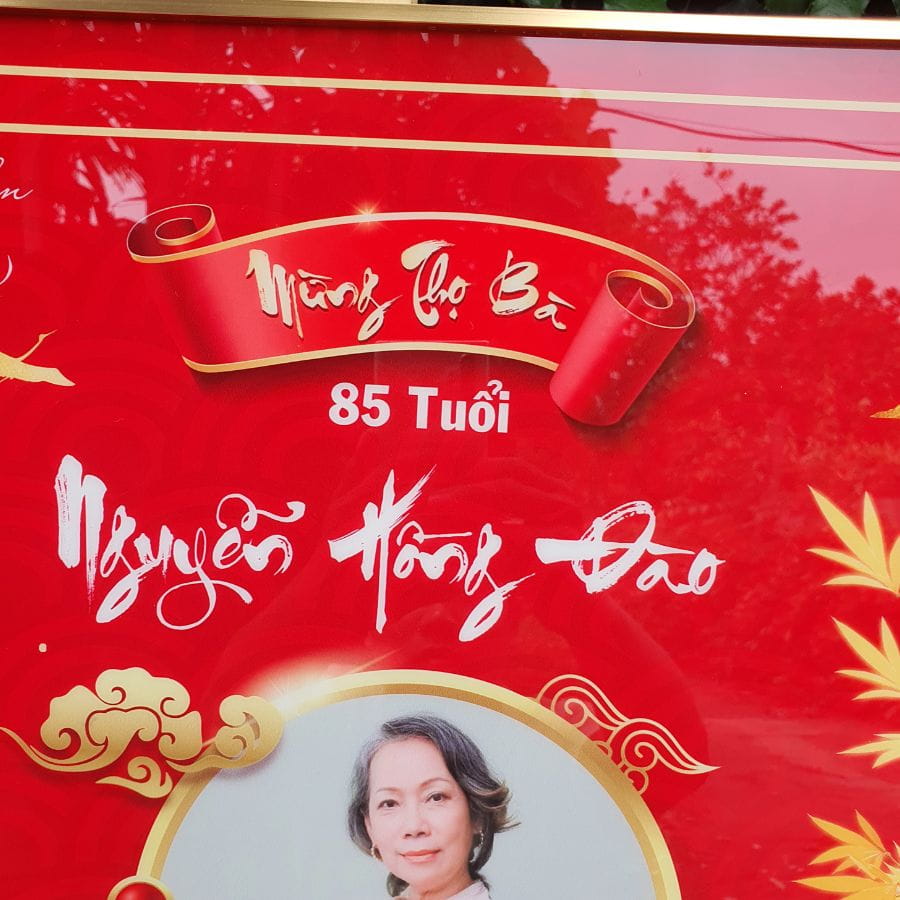 Mừng Thọ Bà
85 Tuổi
Nguyễn Hồng Đào